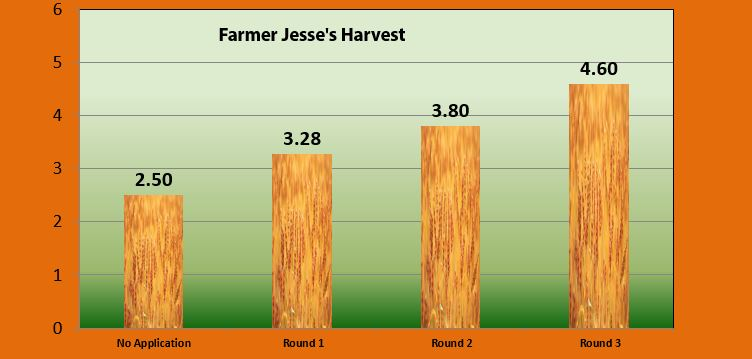 Farmer Jesse's Harvest
6
5
4
3
2
1
0
2.50
3.28
3.80
4.60
No Application
Round 1
Round 2
Round 3